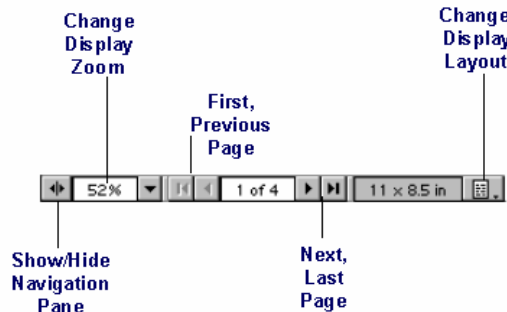 Change
Display
Zoom
Change
Display
Layout
First,
Previous
Page
52%
1 of 4
11 x 8.5 in
Show/Hide
Navigation
Pane
Next,
Last
Page